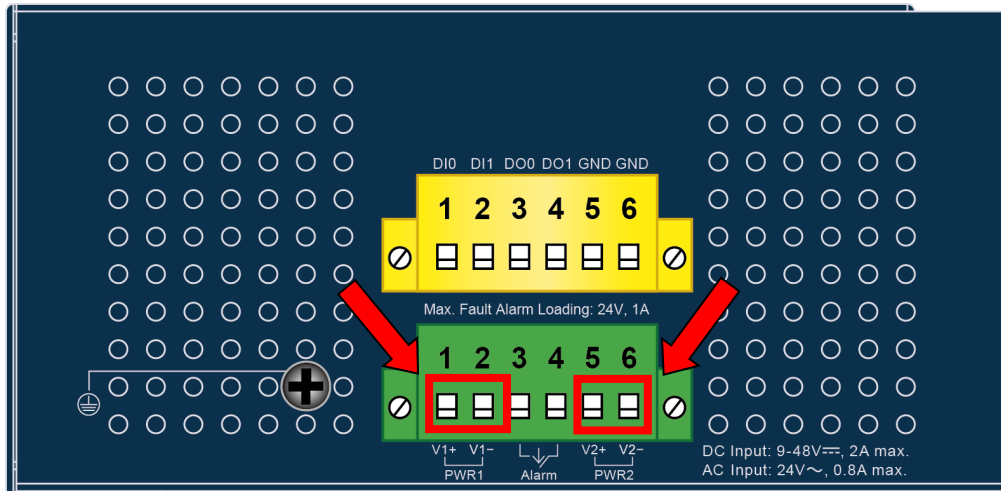 DI0 DI1 DO0 DO1 GND GND
1 2 3 4 5 6
Max. Fault Alarm Loading: 24V, 1A
1 2 3 4 5 6
V1+ V1− V2+ V2−
PWR1 Alarm PWR2
DC Input: 9-48V⎓, 2A max.
AC Input: 24V～, 0.8A max.